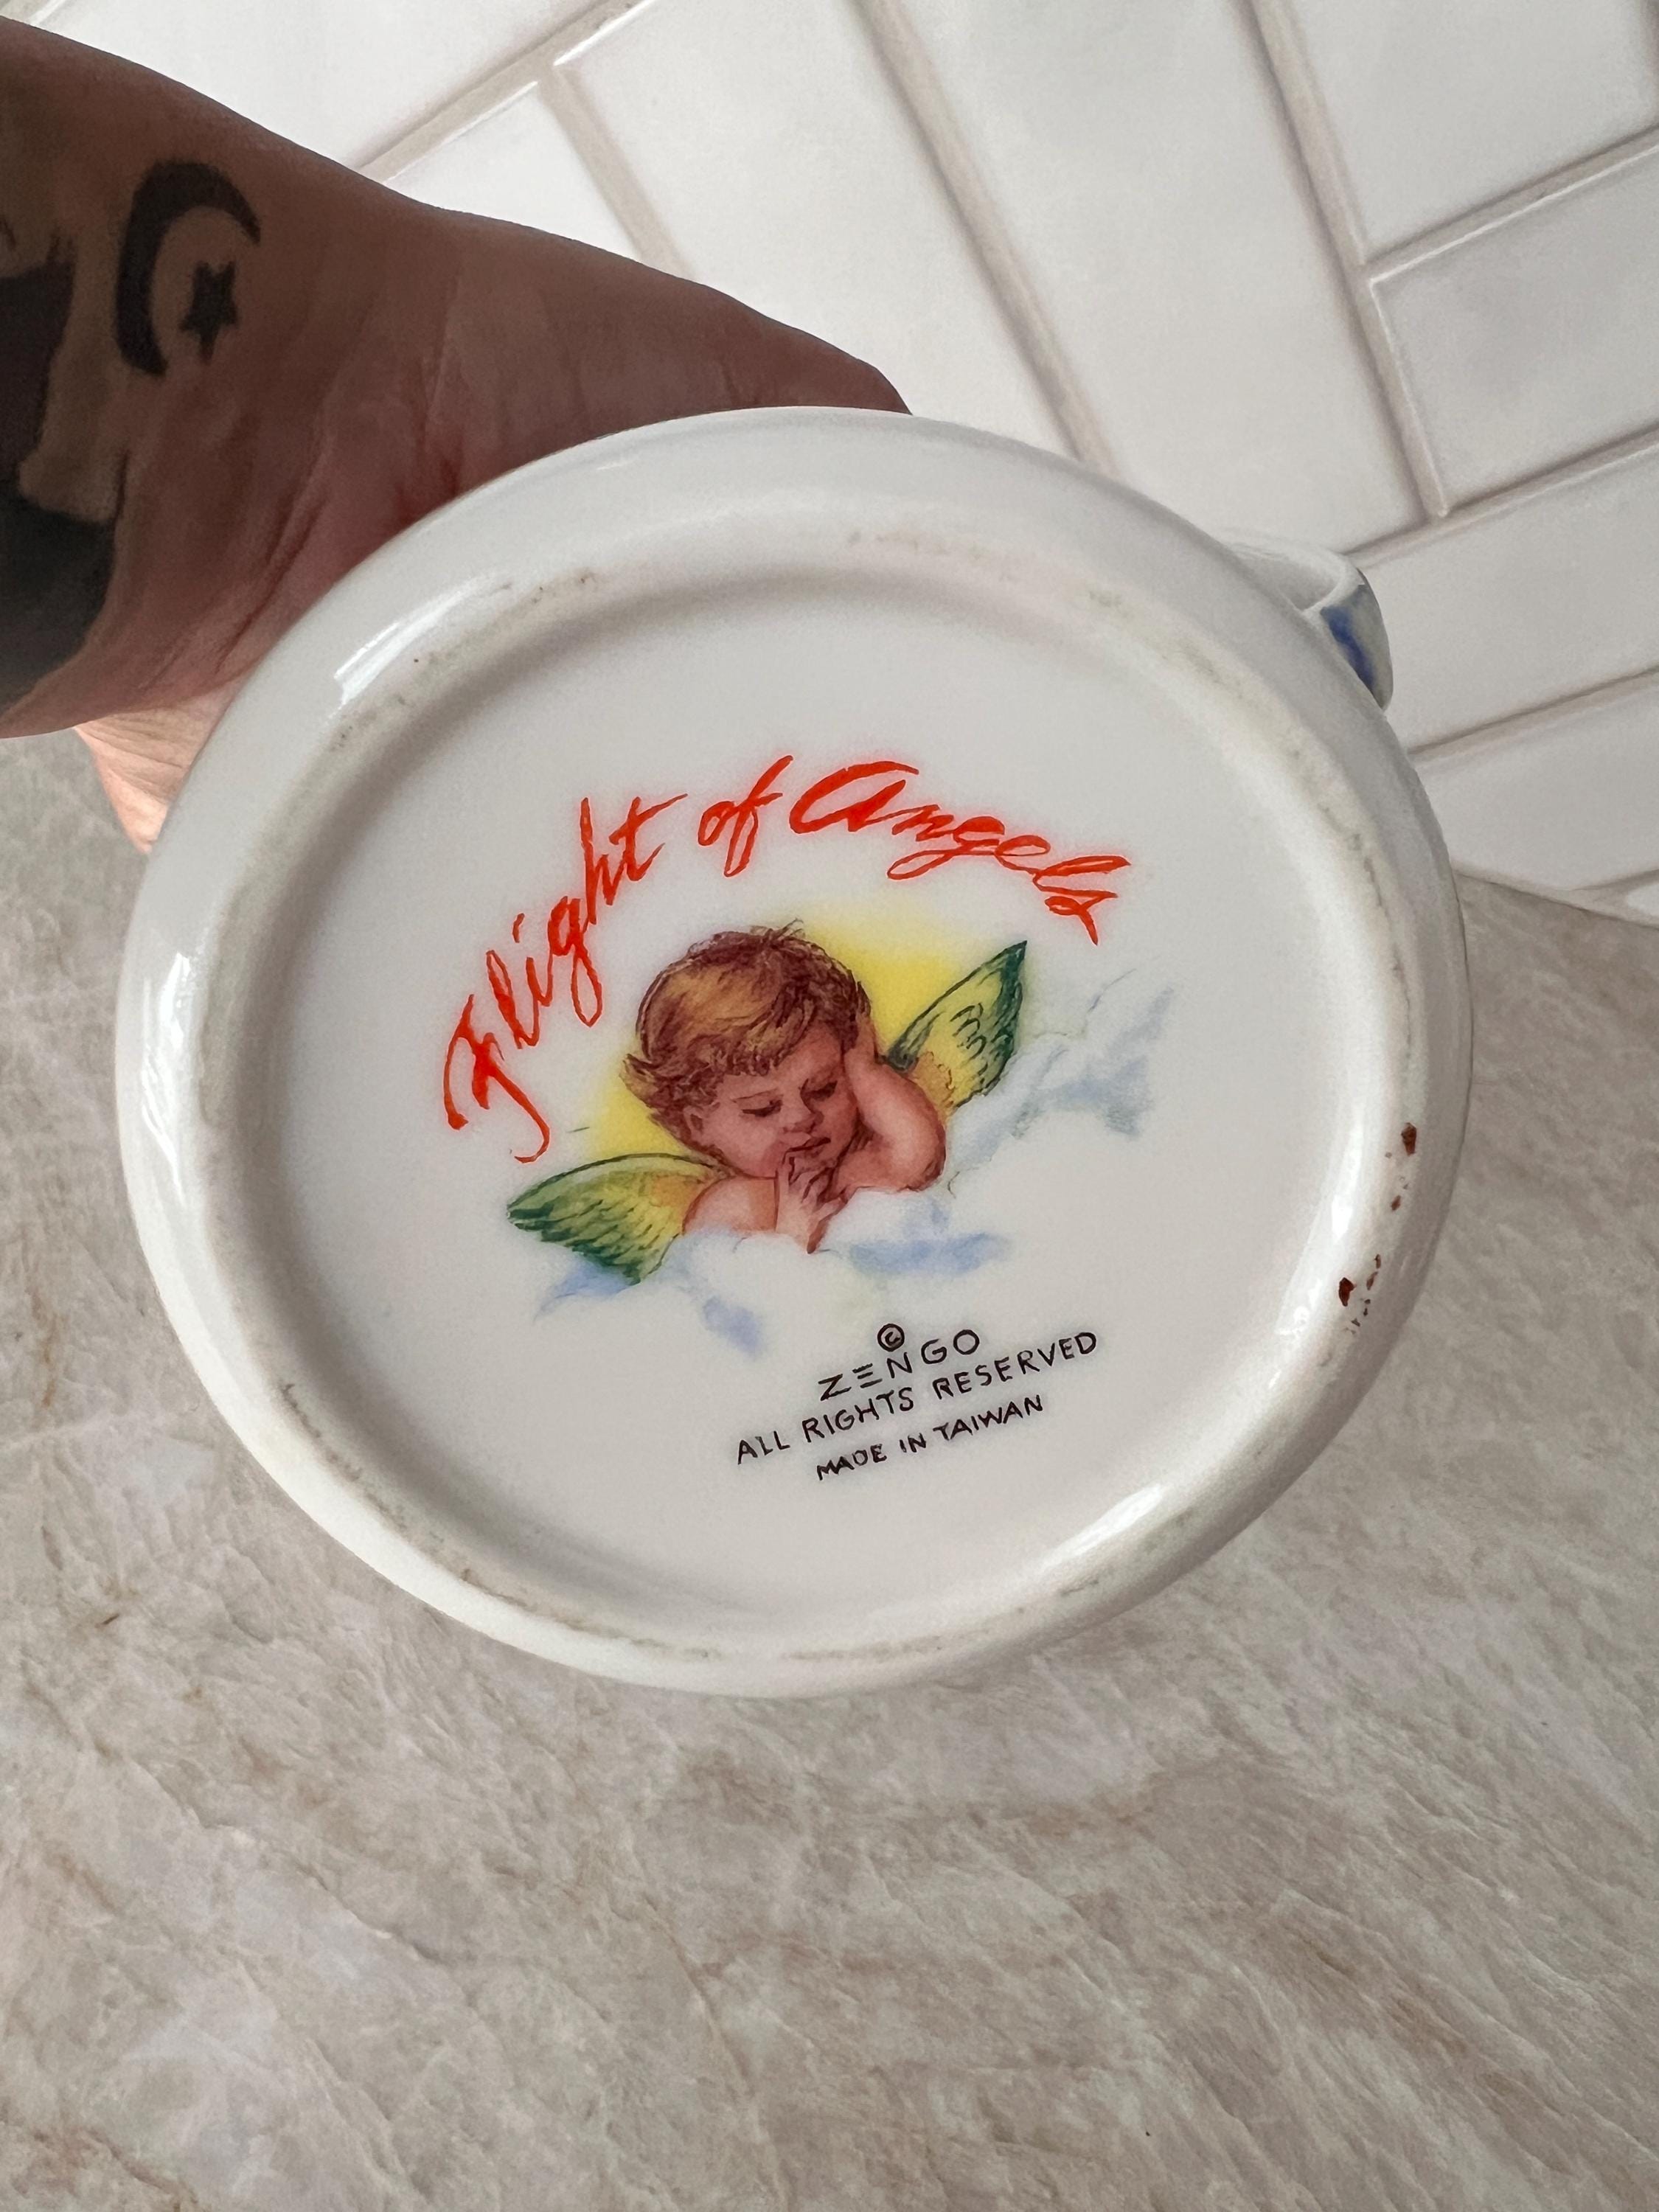 Flight of Angels
©
ZENGO
ALL RIGHTS RESERVED
MADE IN TAIWAN